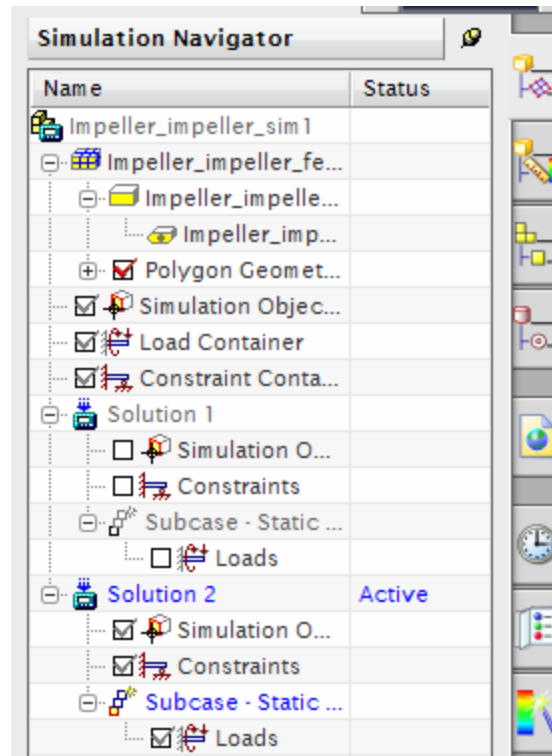 Simulation Navigator
Name Status
Impeller_impeller_sim1
Impeller_impeller_fe...
Impeller_impelle...
Impeller_imp...
Polygon Geomet...
Simulation Objec...
Load Container
Constraint Conta...
Solution 1
Simulation O...
Constraints
Subcase - Static ...
Loads
Solution 2 Active
Simulation O...
Constraints
Subcase - Static ...
Loads